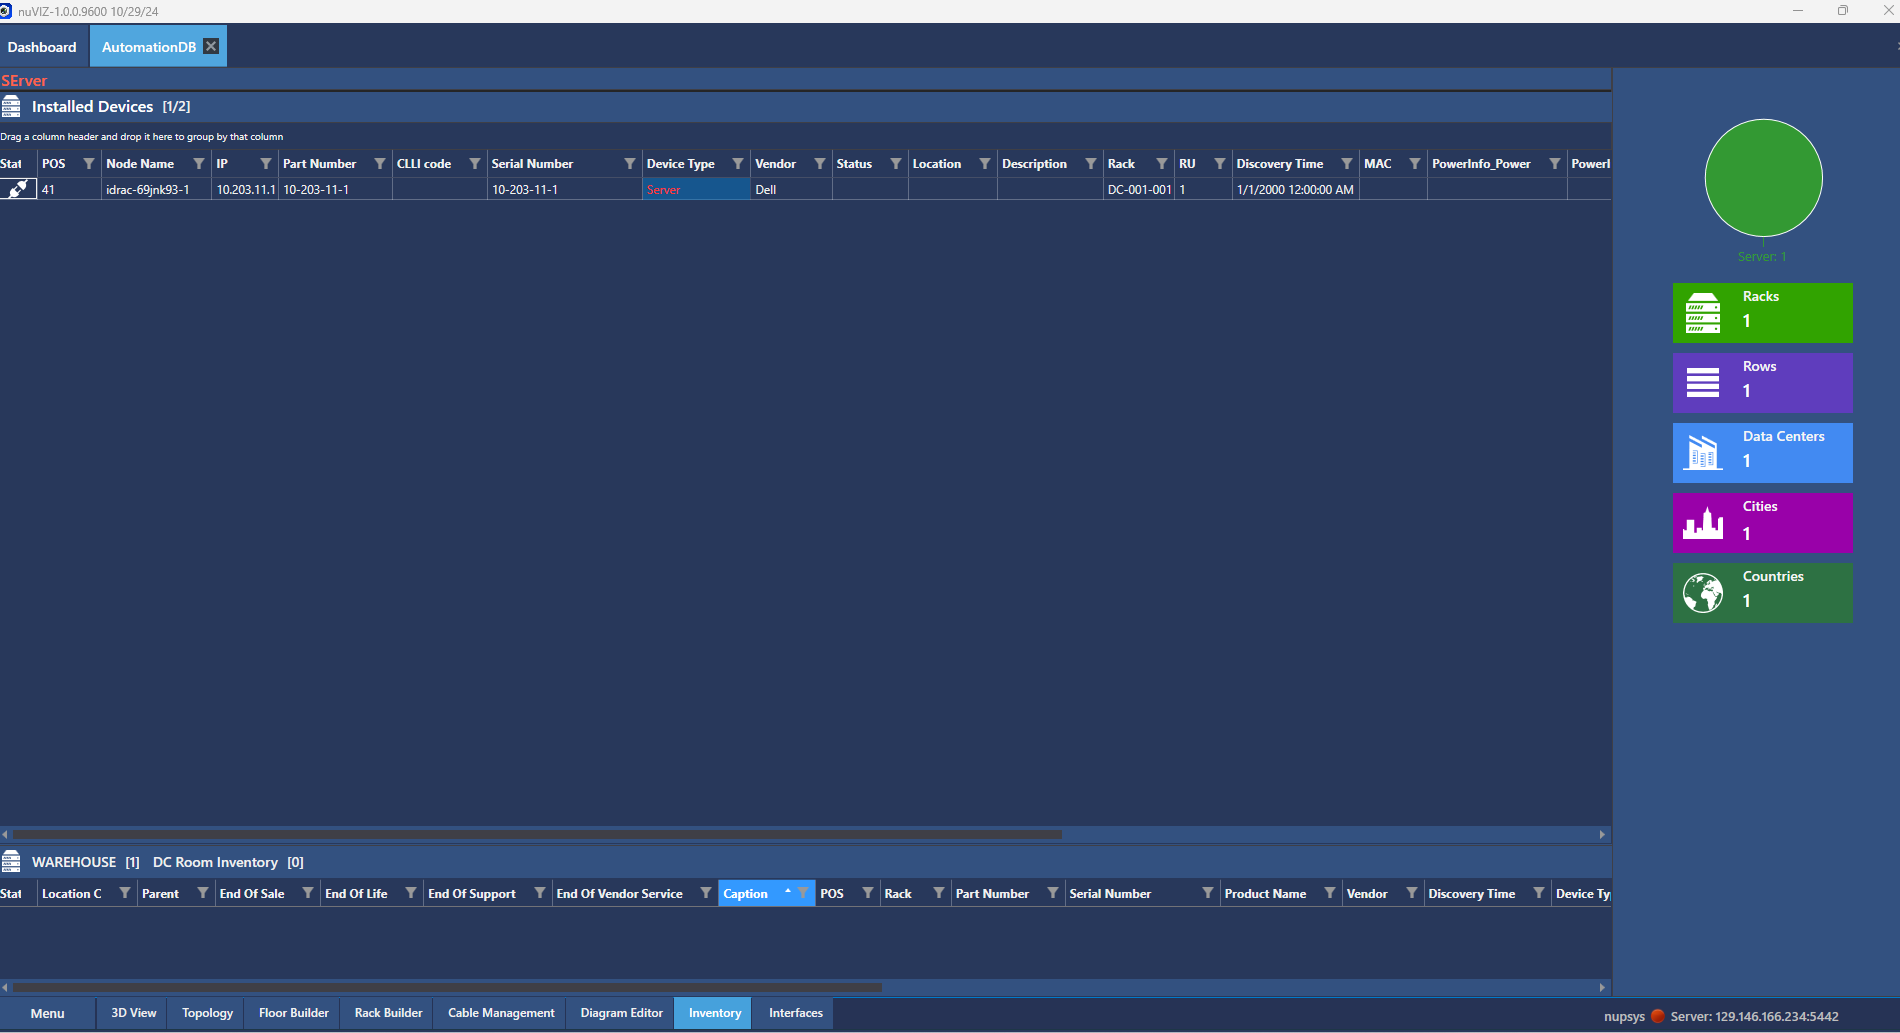 nuVIZ-1.0.0.9600 10/29/24
Dashboard AutomationDB
SErver
Installed Devices [1/2]
Drag a column header and drop it here to group by that column
Stat POS Node Name IP Part Number CLLI code Serial Number Device Type Vendor Status Location Description Rack RU Discovery Time MAC PowerInfo_Power PowerI
41 idrac-69jnk93-1 10.203.11.1 10-203-11-1 10-203-11-1 Server Dell DC-001-001 1 1/1/2000 12:00:00 AM
Server: 1
Racks
1
Rows
1
Data Centers
1
Cities
1
Countries
1
WAREHOUSE [1] DC Room Inventory [0]
Stat Location C Parent End Of Sale End Of Life End Of Support End Of Vendor Service Caption POS Rack Part Number Serial Number Product Name Vendor Discovery Time Device Ty
Menu 3D View Topology Floor Builder Rack Builder Cable Management Diagram Editor Inventory Interfaces
nupsys Server: 129.146.166.234:5442